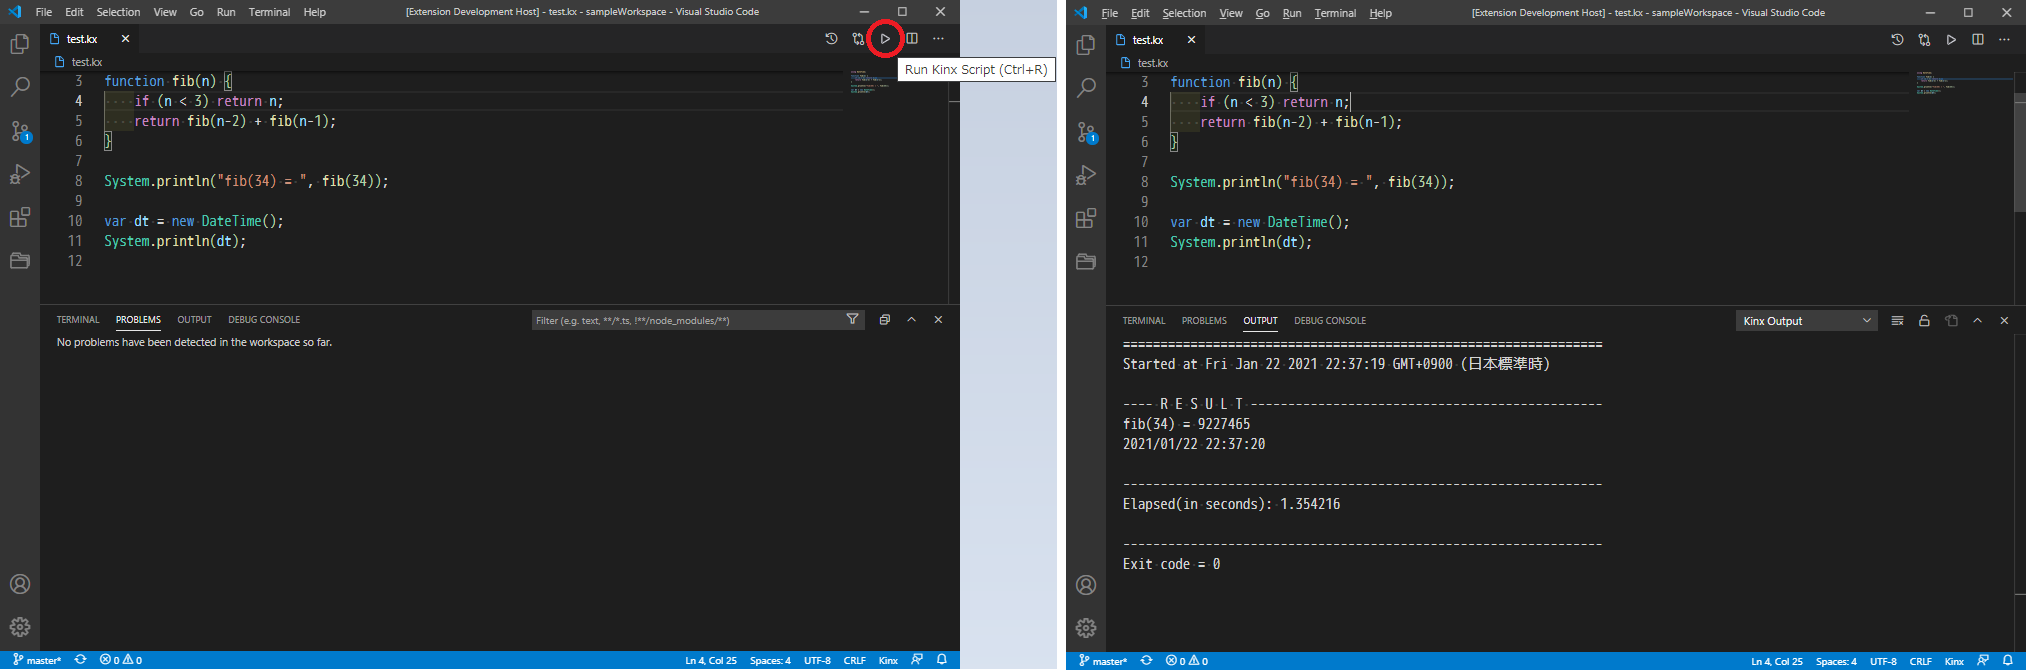 File Edit Selection View Go Run Terminal Help [Extension Development Host] - test.kx - sampleWorkspace - Visual Studio Code
test.kx
Run Kinx Script (Ctrl+R)
test.kx
3 function fib(n) {
4 if (n < 3) return n;
5 return fib(n-2) + fib(n-1);
6 }
7
8 System.println("fib(34) = ", fib(34));
9
10 var dt = new DateTime();
11 System.println(dt);
12
1
TERMINAL PROBLEMS OUTPUT DEBUG CONSOLE Filter (e.g. text, **/*.ts, !**/node_modules/**)
No problems have been detected in the workspace so far.
master* 0 0 Ln 4, Col 25 Spaces: 4 UTF-8 CRLF Kinx
File Edit Selection View Go Run Terminal Help [Extension Development Host] - test.kx - sampleWorkspace - Visual Studio Code
test.kx
test.kx
3 function fib(n) {
4 if (n < 3) return n;
5 return fib(n-2) + fib(n-1);
6 }
7
8 System.println("fib(34) = ", fib(34));
9
10 var dt = new DateTime();
11 System.println(dt);
12
1
TERMINAL PROBLEMS OUTPUT DEBUG CONSOLE Kinx Output
================================================================
Started at Fri Jan 22 2021 22:37:19 GMT+0900 (日本標準時)
---- R E S U L T -----------------------------------------------
fib(34) = 9227465
2021/01/22 22:37:20
----------------------------------------------------------------
Elapsed(in seconds): 1.354216
----------------------------------------------------------------
Exit code = 0
master* 0 0 Ln 4, Col 25 Spaces: 4 UTF-8 CRLF Kinx